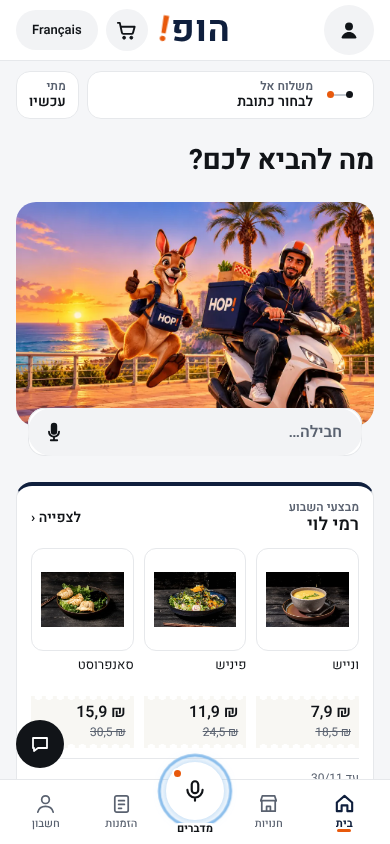 הופ!
Français
משלוח אל
לבחור כתובת
מתי
עכשיו
מה להביא לכם?
HOP!
HOP!
חבילה...
מבצעי השבוע
רמי לוי
לצפייה ›
ונייש
פיניש
סאנפרוסט
7,9 ₪
11,9 ₪
15,9 ₪
18,5 ₪
24,5 ₪
30,5 ₪
עד 30/11
בית
חנויות
מדברים
הזמנות
חשבון